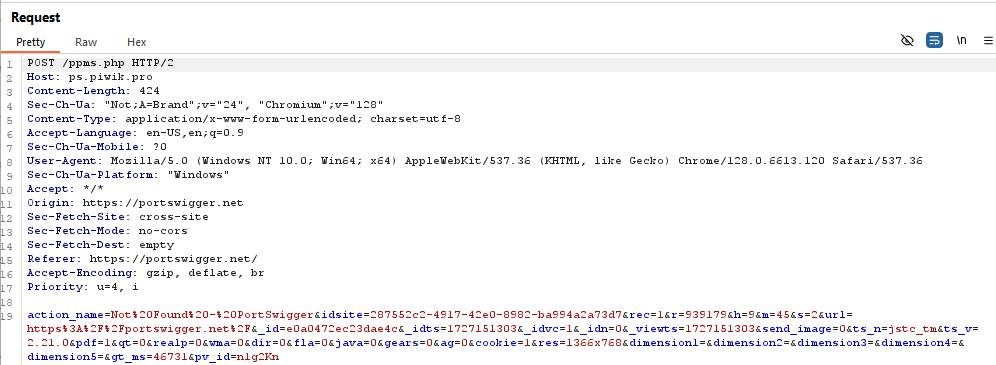 Request
Pretty Raw Hex \n
1 POST /ppms.php HTTP/2
2 Host: ps.piwik.pro
3 Content-Length: 424
4 Sec-Ch-Ua: "Not;A=Brand";v="24", "Chromium";v="128"
5 Content-Type: application/x-www-form-urlencoded; charset=utf-8
6 Accept-Language: en-US,en;q=0.9
7 Sec-Ch-Ua-Mobile: ?0
8 User-Agent: Mozilla/5.0 (Windows NT 10.0; Win64; x64) AppleWebKit/537.36 (KHTML, like Gecko) Chrome/128.0.6613.120 Safari/537.36
9 Sec-Ch-Ua-Platform: "Windows"
10 Accept: */*
11 Origin: https://portswigger.net
12 Sec-Fetch-Site: cross-site
13 Sec-Fetch-Mode: no-cors
14 Sec-Fetch-Dest: empty
15 Referer: https://portswigger.net/
16 Accept-Encoding: gzip, deflate, br
17 Priority: u=4, i
18
19 action_name=Not%20Found%20-%20PortSwigger&idsite=287552c2-4917-42e0-8982-ba994a2a73d7&rec=1&r=939179&h=9&m=45&s=2&url=
https%3A%2F%2Fportswigger.net%2F&_id=e0a0472ec23dae4c&_idts=1727151303&_idvc=1&_idn=0&_viewts=1727151303&send_image=0&ts_n=jstc_tm&ts_v=
2.21.0&pdf=1&qt=0&realp=0&wma=0&dir=0&fla=0&java=0&gears=0&ag=0&cookie=1&res=1366x768&dimension1=&dimension2=&dimension3=&dimension4=&
dimension5=&gt_ms=46731&pv_id=n1g2Kn